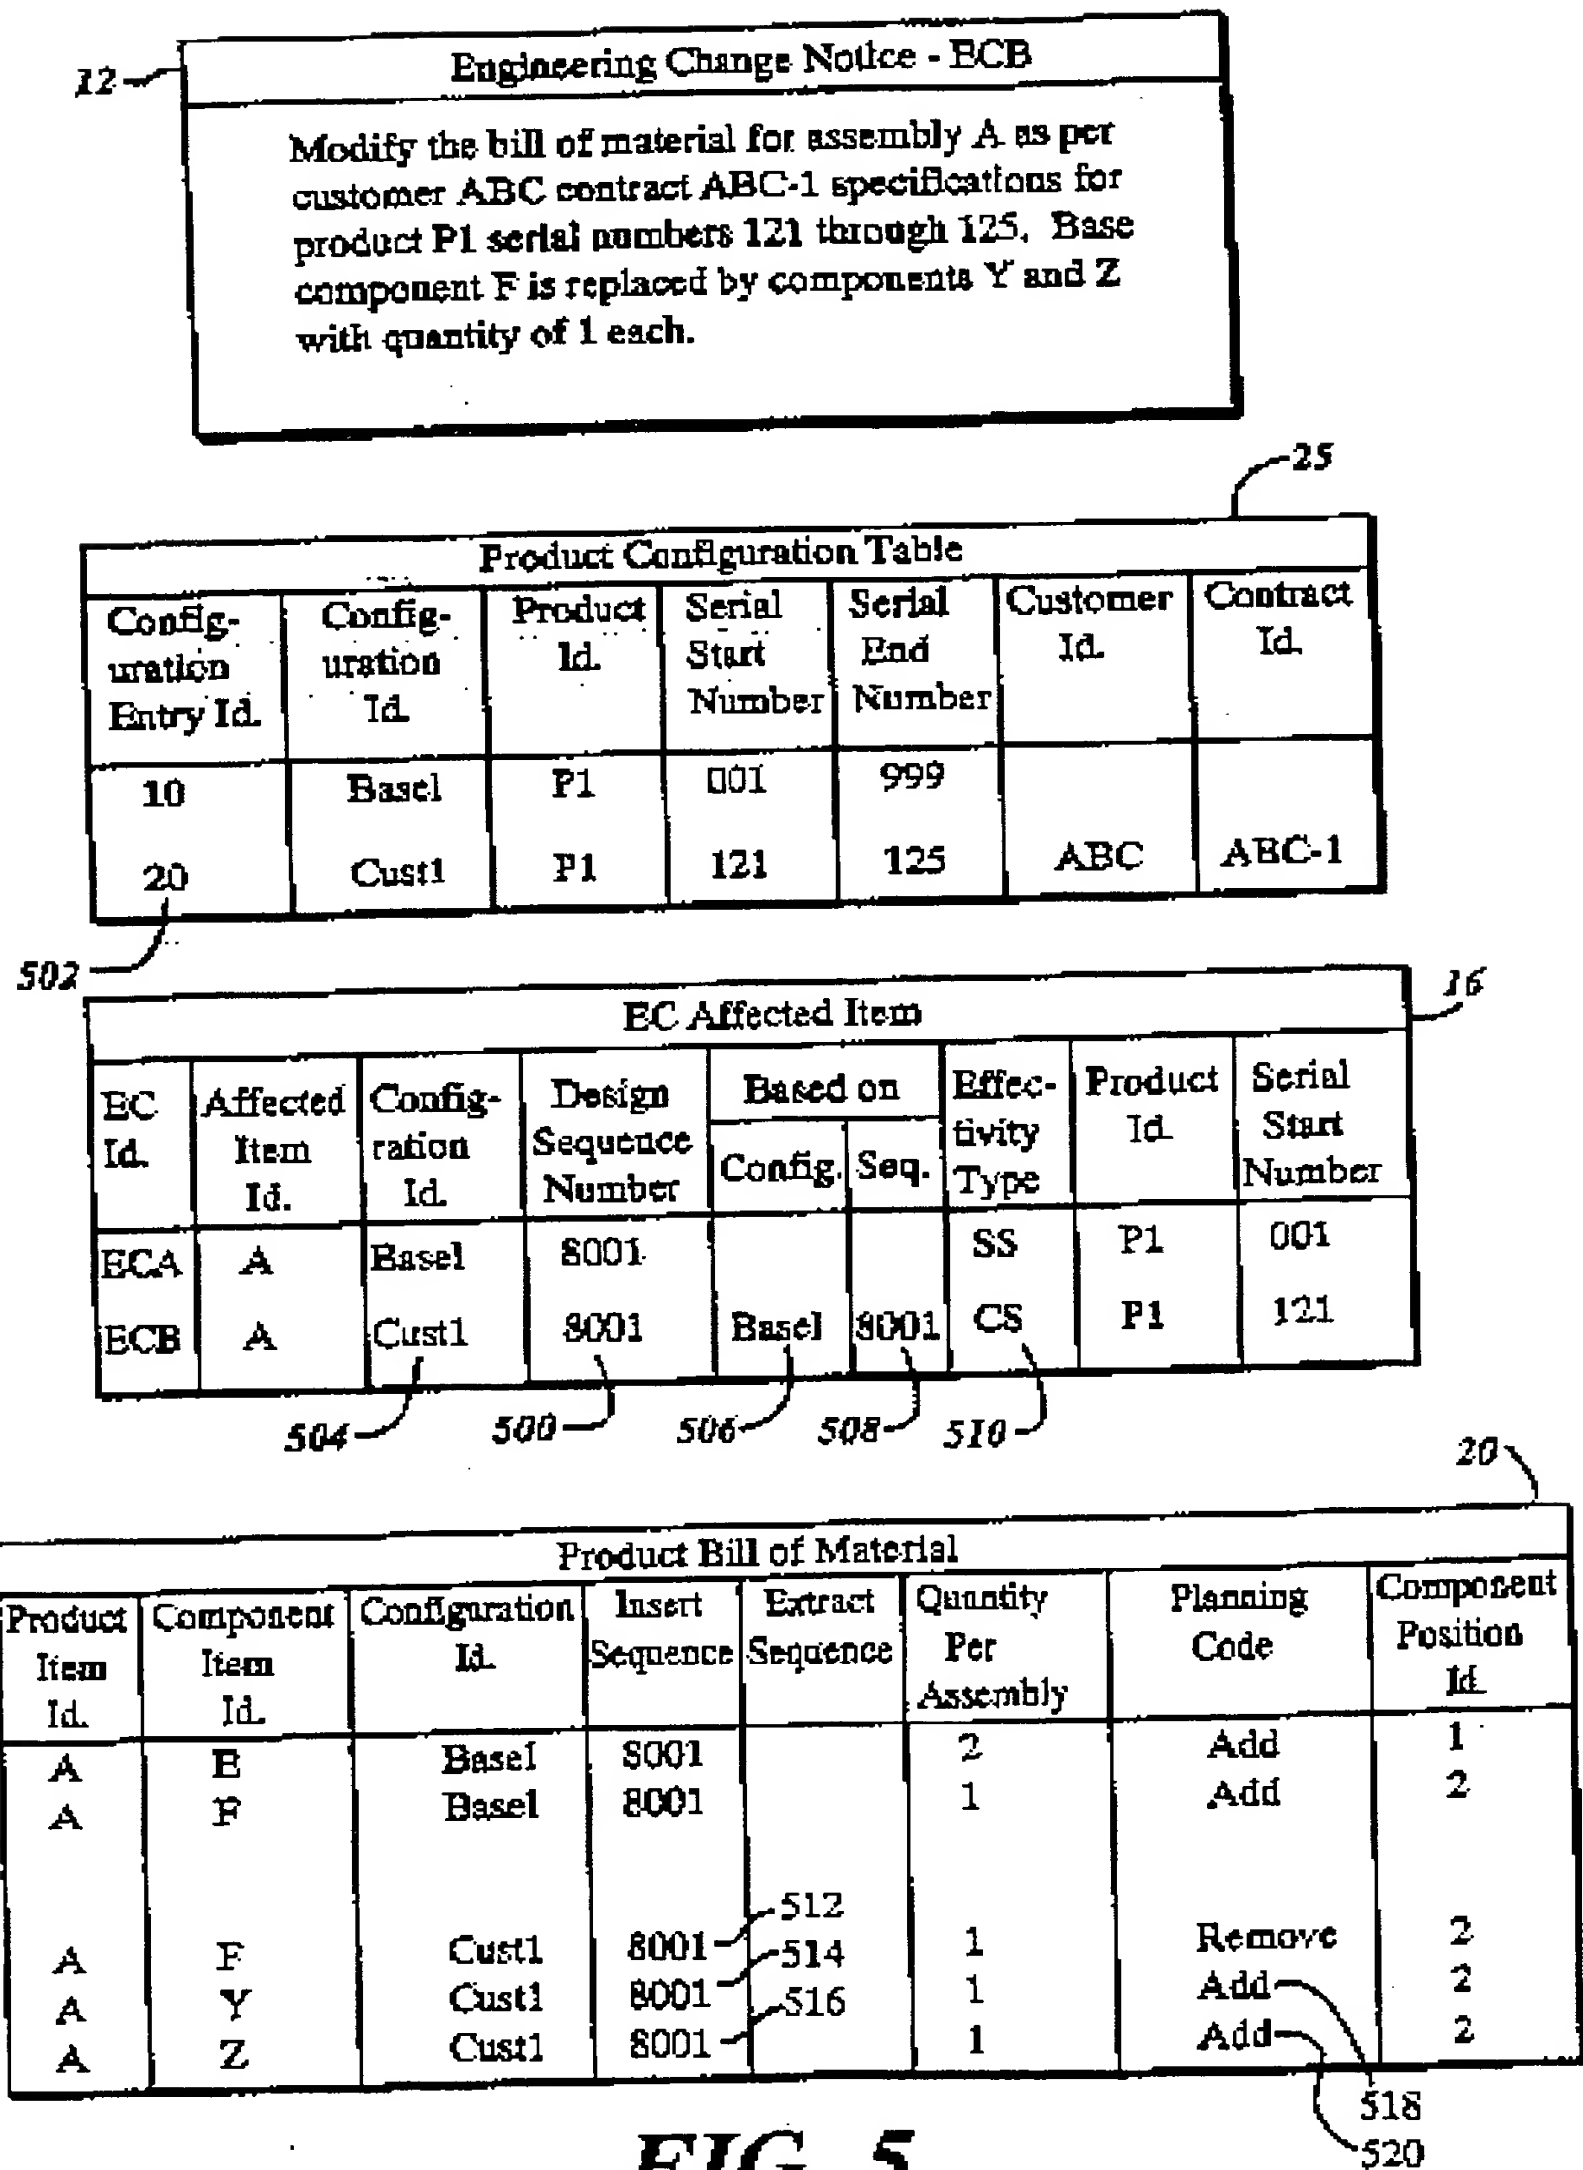 12
Engineering Change Notice - ECB
Modify the bill of material for assembly A as per
customer ABC contract ABC-1 specifications for
product P1 serial numbers 121 through 125. Base
component F is replaced by components Y and Z
with quantity of 1 each.
25
Product Configuration Table
Config-
uration
Entry Id.
Config-
uration
Id.
Product
Id.
Serial
Start
Number
Serial
End
Number
Customer
Id.
Contract
Id.
10 Base1 P1 001 999
20 Cust1 P1 121 125 ABC ABC-1
502
16
EC Affected Item
EC
Id.
Affected
Item
Id.
Config-
ration
Id.
Design
Sequence
Number
Based on
Config. Seq.
Effec-
tivity
Type
Product
Id.
Serial
Start
Number
ECA A Base1 8001 SS P1 001
ECB A Cust1 8001 Base1 8001 CS P1 121
504 500 506 508 510
20
Product Bill of Material
Product
Item
Id.
Component
Item
Id.
Configuration
Id.
Insert
Sequence
Extract
Sequence
Quantity
Per
Assembly
Planning
Code
Component
Position
Id.
A E Base1 8001 2 Add 1
A F Base1 8001 1 Add 2
512
A F Cust1 8001 1 Remove 2
514
A Y Cust1 8001 1 Add 2
516
A Z Cust1 8001 1 Add 2
518
520
FIG. 5